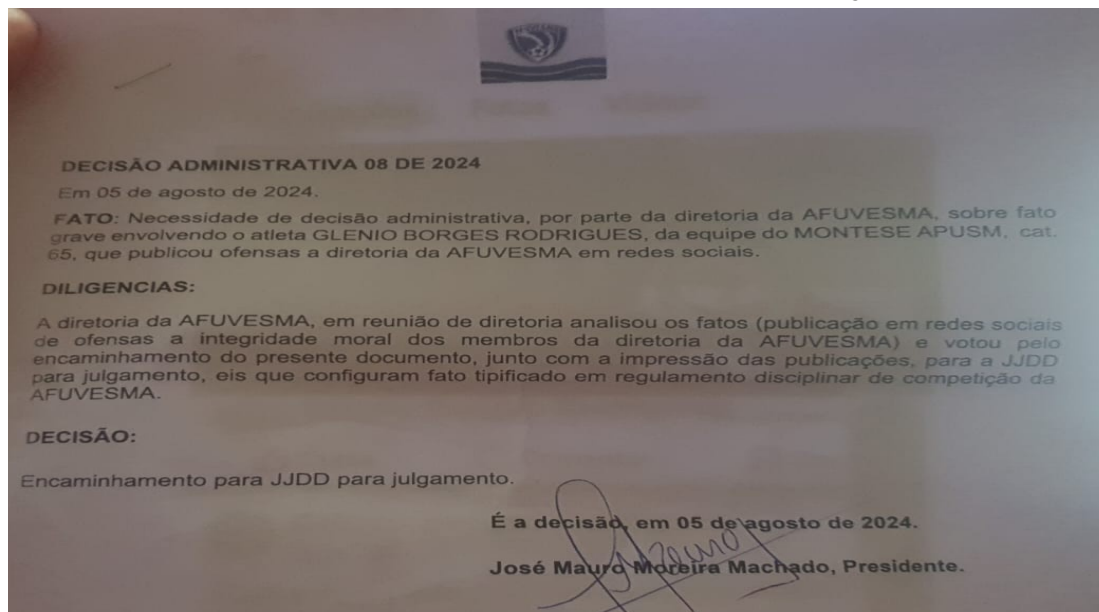 DECISÃO ADMINISTRATIVA 08 DE 2024
Em 05 de agosto de 2024.
FATO: Necessidade de decisão administrativa, por parte da diretoria da AFUVESMA, sobre fato
grave envolvendo o atleta GLENIO BORGES RODRIGUES, da equipe do MONTESE APUSM, cat.
65, que publicou ofensas a diretoria da AFUVESMA em redes sociais.
DILIGENCIAS:
A diretoria da AFUVESMA, em reunião de diretoria analisou os fatos (publicação em redes sociais
de ofensas a integridade moral dos membros da diretoria da AFUVESMA) e votou pelo
encaminhamento do presente documento, junto com a impressão das publicações, para a JJDD
para julgamento, eis que configuram fato tipificado em regulamento disciplinar de competição da
AFUVESMA.
DECISÃO:
Encaminhamento para JJDD para julgamento.
É a decisão, em 05 de agosto de 2024.
José Mauro Moreira Machado, Presidente.